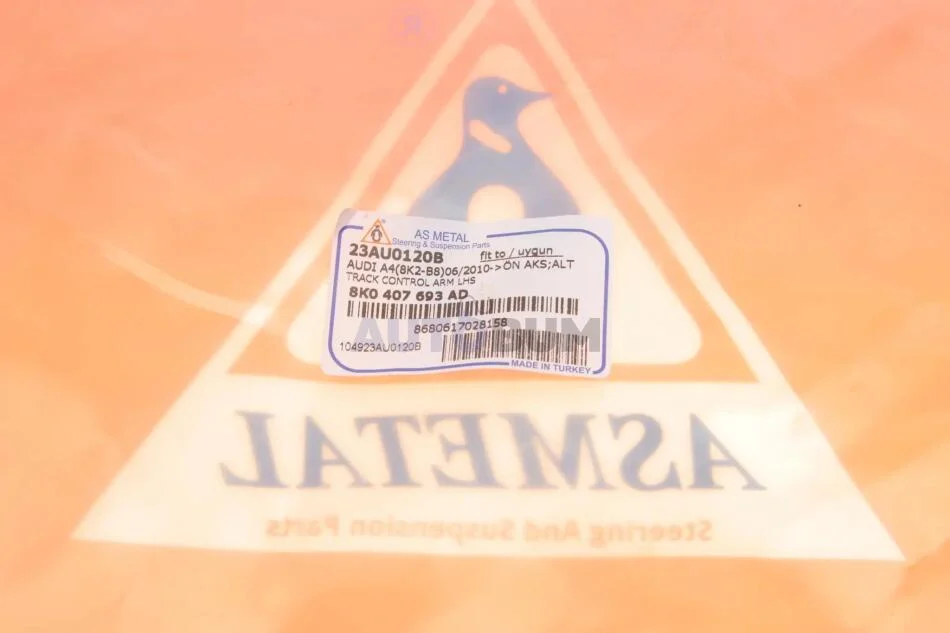 AS METAL
Steering & Suspension Parts
23AU0120B fit to / uygun
AUDI A4(8K2-B8)06/2010->ÖN AKS;ALT
TRACK CONTROL ARM LHS
8K0 407 693 AD
8680617028158
AUTODUM
104923AU0120B
MADE IN TURKEY
ASMETAL
Steering And Suspension Parts